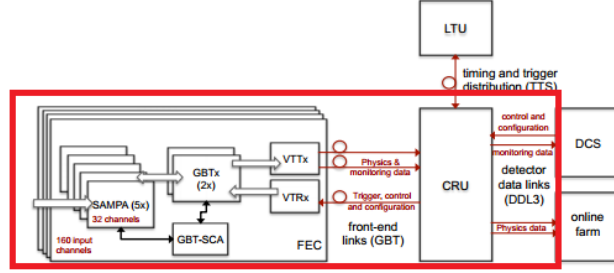 LTU
timing and trigger
distribution (TTS)
control and
configuration
DCS
monitoring data
VTTx
GBTx
(2x)
Physics &
monitoring data
CRU
detector
data links
(DDL3)
VTRx
SAMPA (5x)
32 channels
Trigger, control
and configuration
front-end
links (GBT)
online
farm
Physics data
GBT-SCA
160 input
channels
FEC